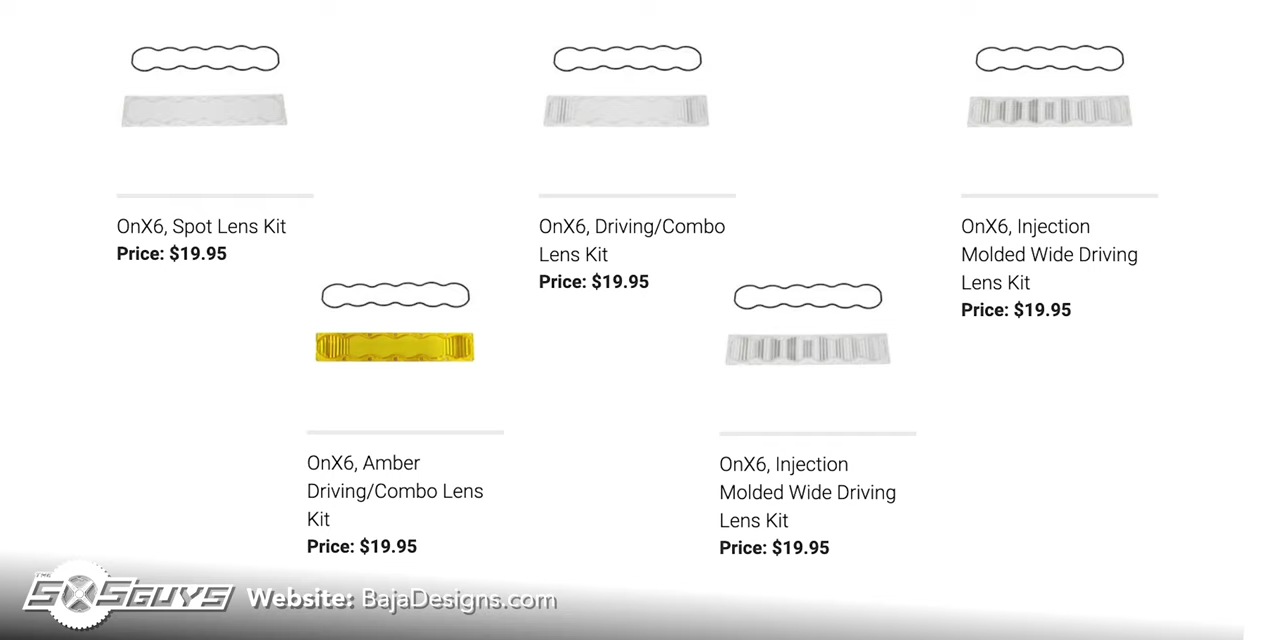 OnX6, Spot Lens Kit
Price: $19.95
OnX6, Driving/Combo
Lens Kit
Price: $19.95
OnX6, Injection
Molded Wide Driving
Lens Kit
Price: $19.95
OnX6, Amber
Driving/Combo Lens
Kit
Price: $19.95
OnX6, Injection
Molded Wide Driving
Lens Kit
Price: $19.95
THE
SXSGUYS
Website: BajaDesigns.com